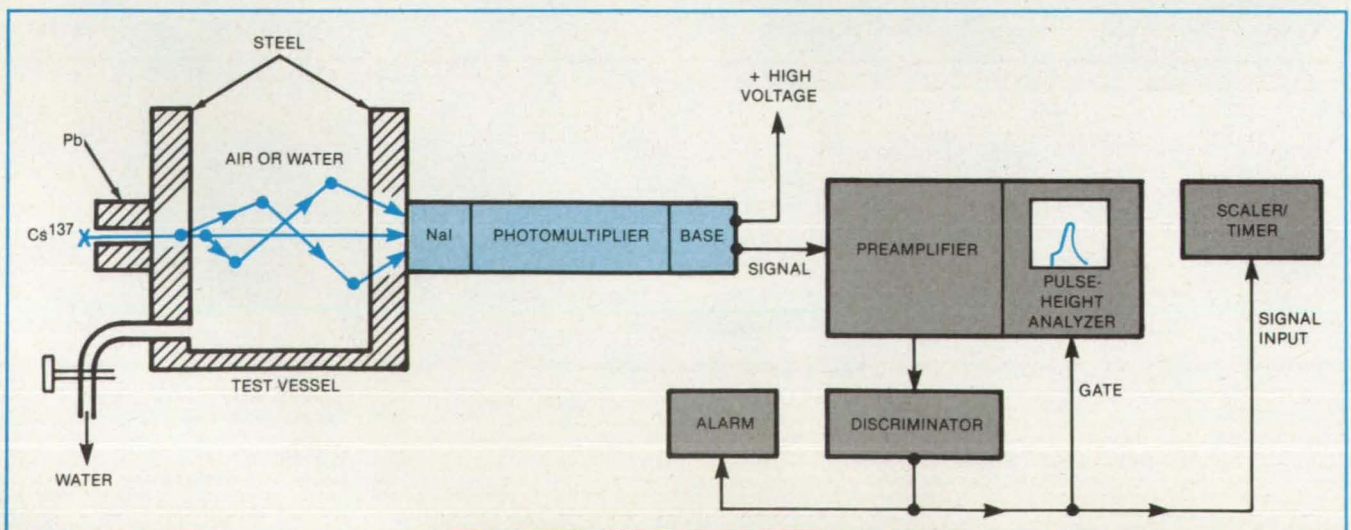 STEEL
Pb
AIR OR WATER
Cs¹³⁷
TEST VESSEL
WATER
NaI
PHOTOMULTIPLIER
BASE
+ HIGH
VOLTAGE
SIGNAL
PREAMPLIFIER
PULSE-
HEIGHT
ANALYZER
SCALER/
TIMER
SIGNAL
INPUT
GATE
ALARM
DISCRIMINATOR